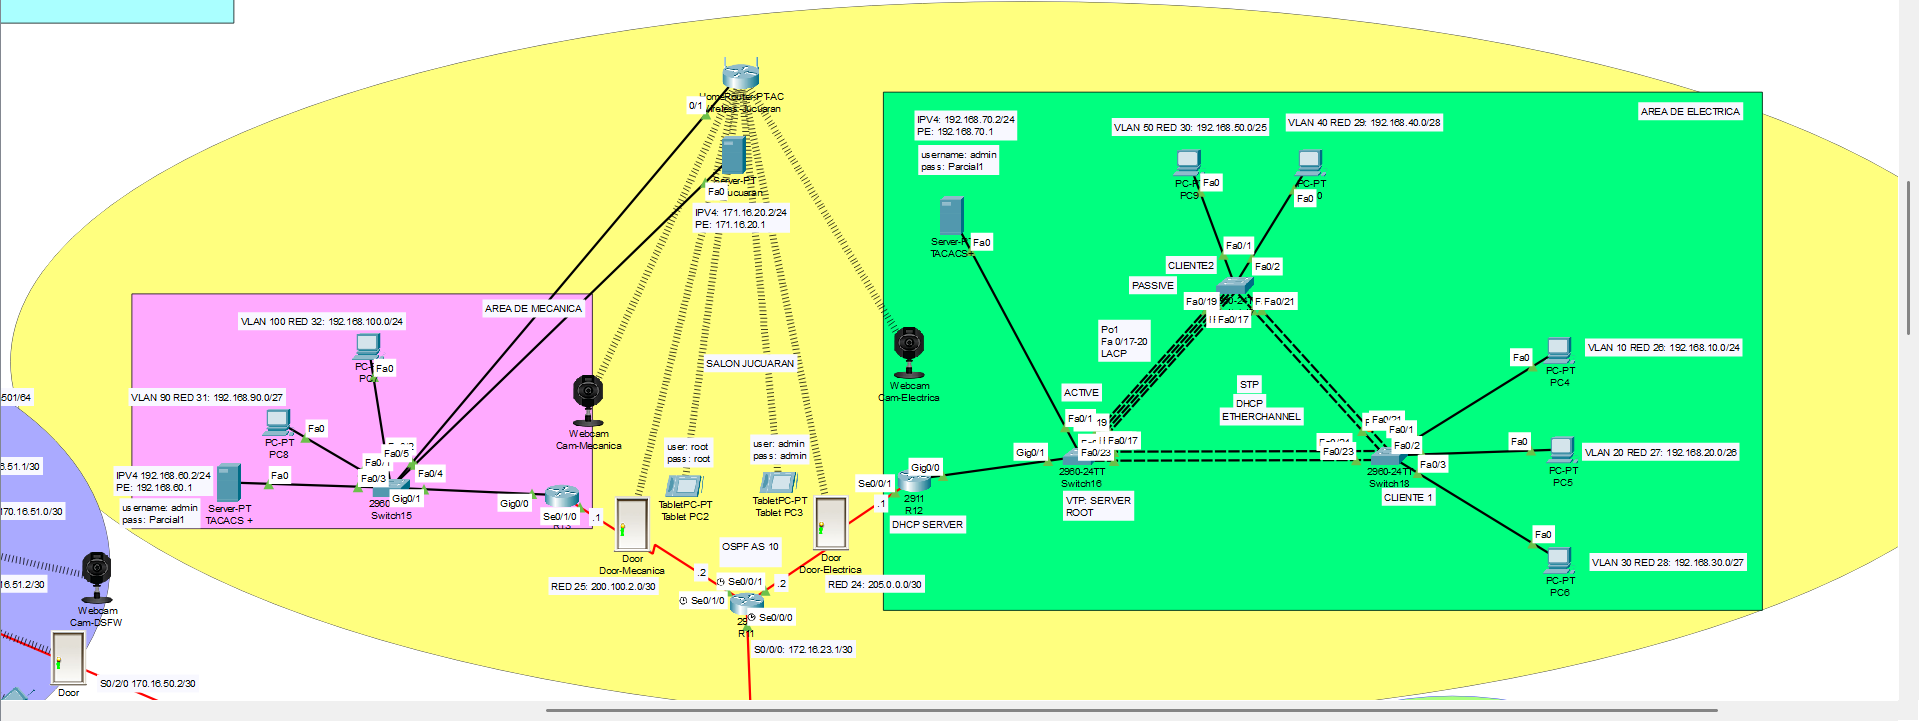 HomeRouter-PT-AC
0/1
Server-PT
Fa0
IPV4: 171.16.20.2/24
PE: 171.16.20.1
SALON JUCUARAN
AREA DE MECANICA
VLAN 100 RED 32: 192.168.100.0/24
Fa0
VLAN 90 RED 31: 192.168.90.0/27
PC-PT
PC8
Fa0
IPV4 192.168.60.2/24
PE: 192.168.60.1
Fa0
username: admin
pass: Parcial1
Server-PT
TACACS +
Fa0/5
Fa0/3
Fa0/4
Gig0/1
2960
Switch15
Gig0/0
Se0/1/0
.1
Webcam
Cam-Mecanica
Door
Door-Mecanica
user: root
pass: root
TabletPC-PT
Tablet PC2
user: admin
pass: admin
TabletPC-PT
Tablet PC3
Door
Door-Electrica
OSPF AS 10
RED 25: 200.100.2.0/30
.2
Se0/0/1
.2
RED 24: 205.0.0.0/30
Se0/1/0
Se0/0/0
R11
S0/0/0: 172.16.23.1/30
Se0/0/1
.1
Gig0/0
2911
R12
DHCP SERVER
Webcam
Cam-Electrica
AREA DE ELECTRICA
IPV4: 192.168.70.2/24
PE: 192.168.70.1
username: admin
pass: Parcial1
Fa0
TACACS+
VLAN 50 RED 30: 192.168.50.0/25
VLAN 40 RED 29: 192.168.40.0/28
Fa0
PC9
PC-PT
Fa0
Fa0/1
Fa0/2
CLIENTE2
PASSIVE
Fa0/19
Fa0/21
Fa0/17
Po1
Fa 0/17-20
LACP
ACTIVE
STP
DHCP
ETHERCHANNEL
Fa0/1
19
Fa0/17
Fa0/23
Gig0/1
2960-24TT
Switch16
VTP: SERVER
ROOT
Fa0/23
Fa0/21
Fa0/1
Fa0/2
Fa0/3
2960-24TT
Switch18
CLIENTE 1
Fa0
PC-PT
PC4
VLAN 10 RED 26: 192.168.10.0/24
Fa0
PC-PT
PC5
VLAN 20 RED 27: 192.168.20.0/26
Fa0
PC-PT
PC6
VLAN 30 RED 28: 192.168.30.0/27
501/64
.51.1/30
170.16.51.0/30
16.51.2/30
Webcam
Cam-DSFW
Door
S0/2/0 170.16.50.2/30